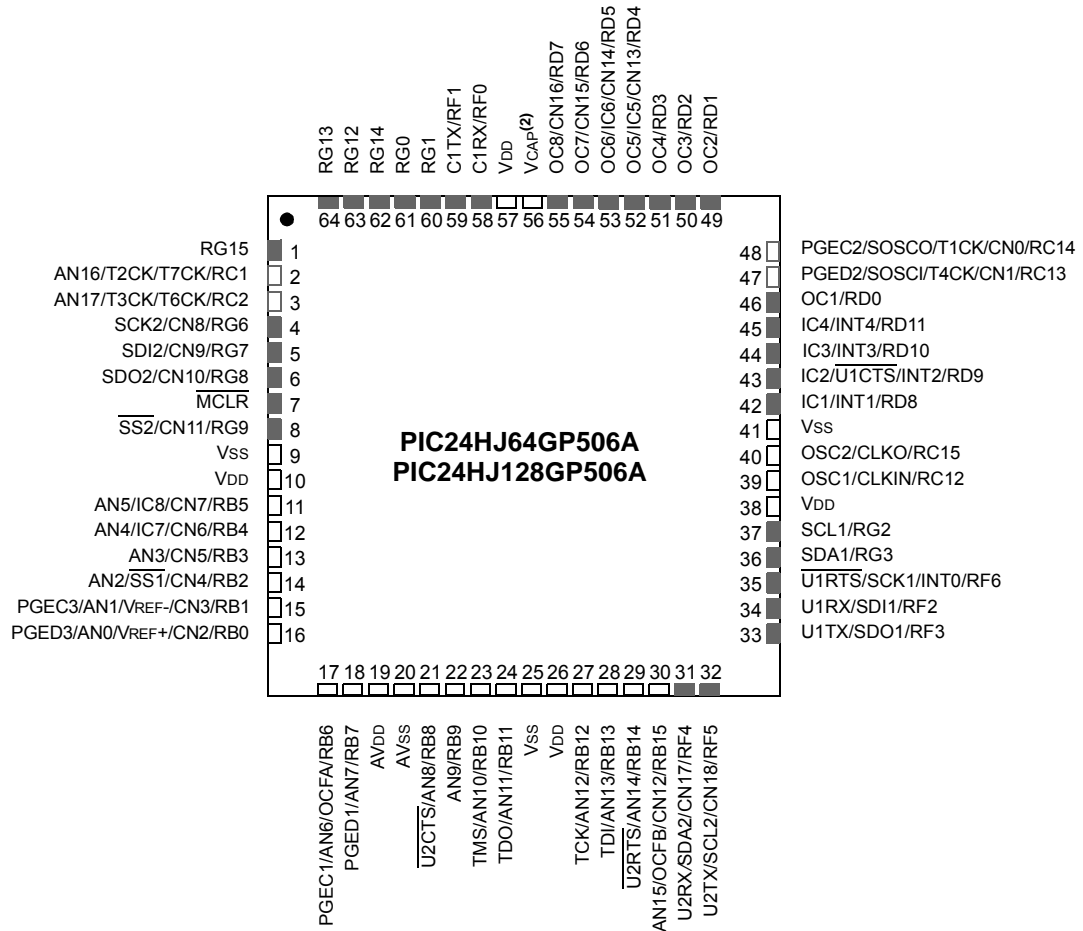 RG13
RG12
RG14
RG0
RG1
C1TX/RF1
C1RX/RF0
VDD
VCAP(2)
OC8/CN16/RD7
OC7/CN15/RD6
OC6/IC6/CN14/RD5
OC5/IC5/CN13/RD4
OC4/RD3
OC3/RD2
OC2/RD1
64 63 62 61 60 59 58 57 56 55 54 53 52 51 50 49
RG15 1
AN16/T2CK/T7CK/RC1 2
AN17/T3CK/T6CK/RC2 3
SCK2/CN8/RG6 4
SDI2/CN9/RG7 5
SDO2/CN10/RG8 6
MCLR 7
SS2/CN11/RG9 8
VSS 9
VDD 10
AN5/IC8/CN7/RB5 11
AN4/IC7/CN6/RB4 12
AN3/CN5/RB3 13
AN2/SS1/CN4/RB2 14
PGEC3/AN1/VREF-/CN3/RB1 15
PGED3/AN0/VREF+/CN2/RB0 16
PIC24HJ64GP506A
PIC24HJ128GP506A
48 PGEC2/SOSCO/T1CK/CN0/RC14
47 PGED2/SOSCI/T4CK/CN1/RC13
46 OC1/RD0
45 IC4/INT4/RD11
44 IC3/INT3/RD10
43 IC2/U1CTS/INT2/RD9
42 IC1/INT1/RD8
41 VSS
40 OSC2/CLKO/RC15
39 OSC1/CLKIN/RC12
38 VDD
37 SCL1/RG2
36 SDA1/RG3
35 U1RTS/SCK1/INT0/RF6
34 U1RX/SDI1/RF2
33 U1TX/SDO1/RF3
17 18 19 20 21 22 23 24 25 26 27 28 29 30 31 32
PGEC1/AN6/OCFA/RB6
PGED1/AN7/RB7
AVDD
AVSS
U2CTS/AN8/RB8
AN9/RB9
TMS/AN10/RB10
TDO/AN11/RB11
VSS
VDD
TCK/AN12/RB12
TDI/AN13/RB13
U2RTS/AN14/RB14
AN15/OCFB/CN12/RB15
U2RX/SDA2/CN17/RF4
U2TX/SCL2/CN18/RF5